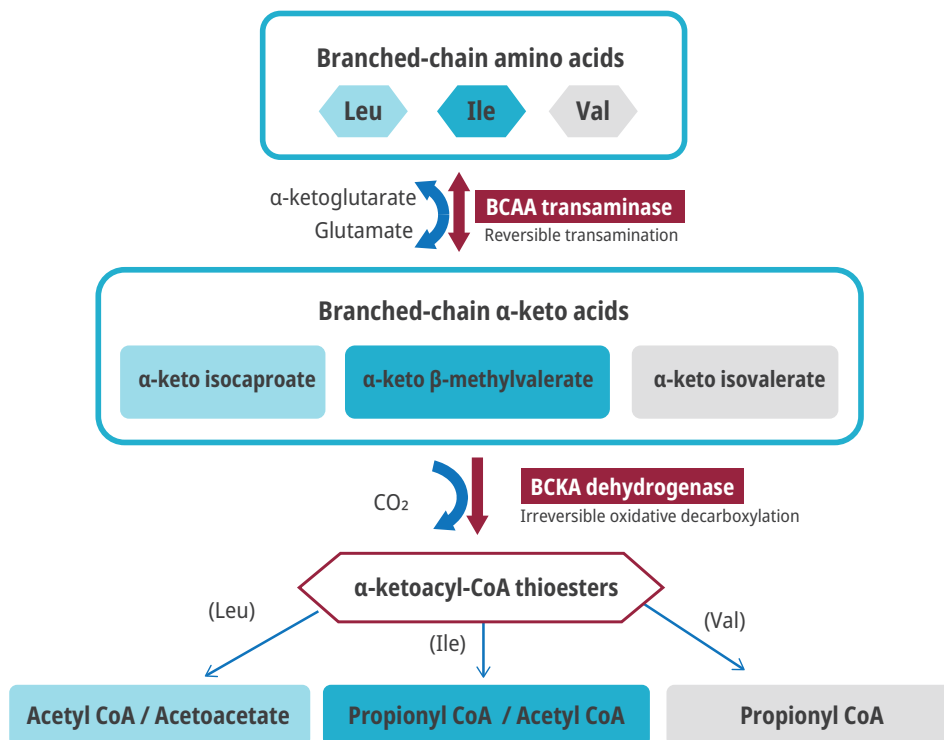 Branched-chain amino acids
Leu
Ile
Val
α-ketoglutarate
Glutamate
BCAA transaminase
Reversible transamination
Branched-chain α-keto acids
α-keto isocaproate
α-keto β-methylvalerate
α-keto isovalerate
CO₂
BCKA dehydrogenase
Irreversible oxidative decarboxylation
α-ketoacyl-CoA thioesters
(Leu)
(Ile)
(Val)
Acetyl CoA / Acetoacetate
Propionyl CoA / Acetyl CoA
Propionyl CoA